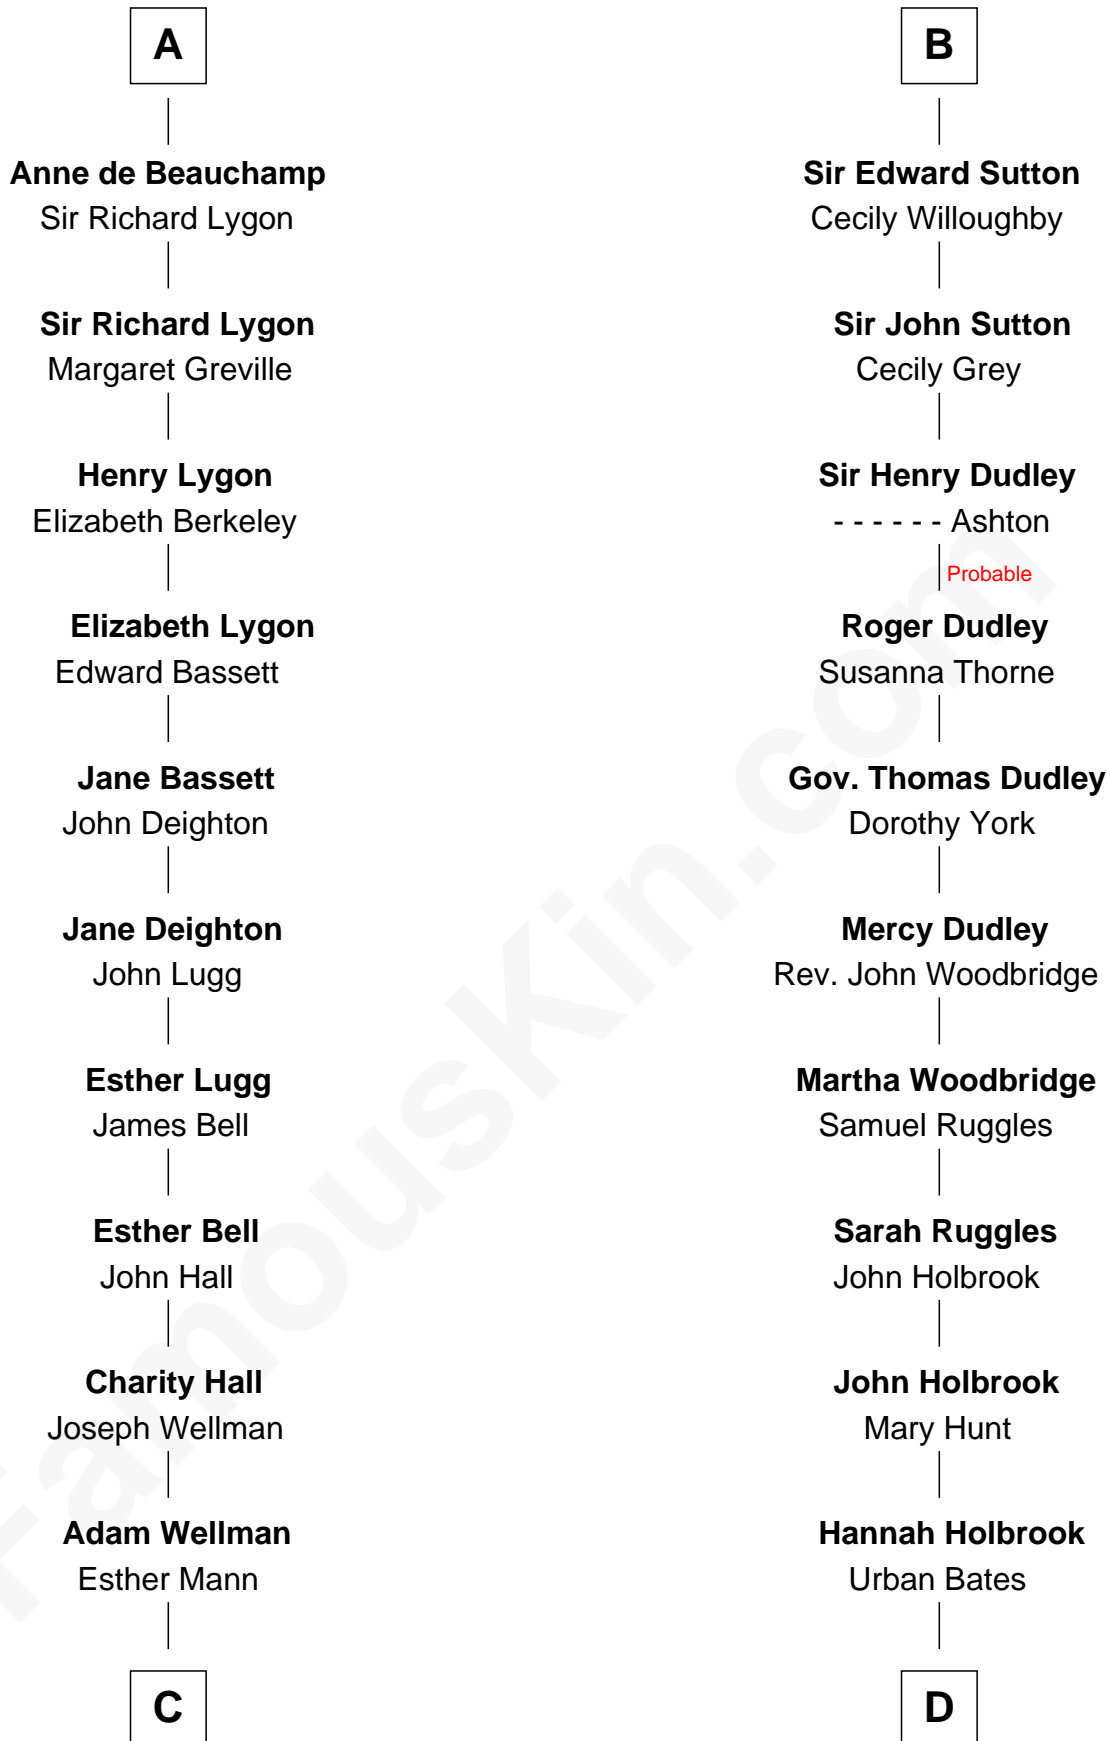 A
Anne de Beauchamp
Sir Richard Lygon
Sir Richard Lygon
Margaret Greville
Henry Lygon
Elizabeth Berkeley
Elizabeth Lygon
Edward Bassett
Jane Bassett
John Deighton
Jane Deighton
John Lugg
Esther Lugg
James Bell
Esther Bell
John Hall
Charity Hall
Joseph Wellman
Adam Wellman
Esther Mann
C
B
Sir Edward Sutton
Cecily Willoughby
Sir John Sutton
Cecily Grey
Sir Henry Dudley
- - - - - - Ashton
Probable
Roger Dudley
Susanna Thorne
Gov. Thomas Dudley
Dorothy York
Mercy Dudley
Rev. John Woodbridge
Martha Woodbridge
Samuel Ruggles
Sarah Ruggles
John Holbrook
John Holbrook
Mary Hunt
Hannah Holbrook
Urban Bates
D
FamousKin.com